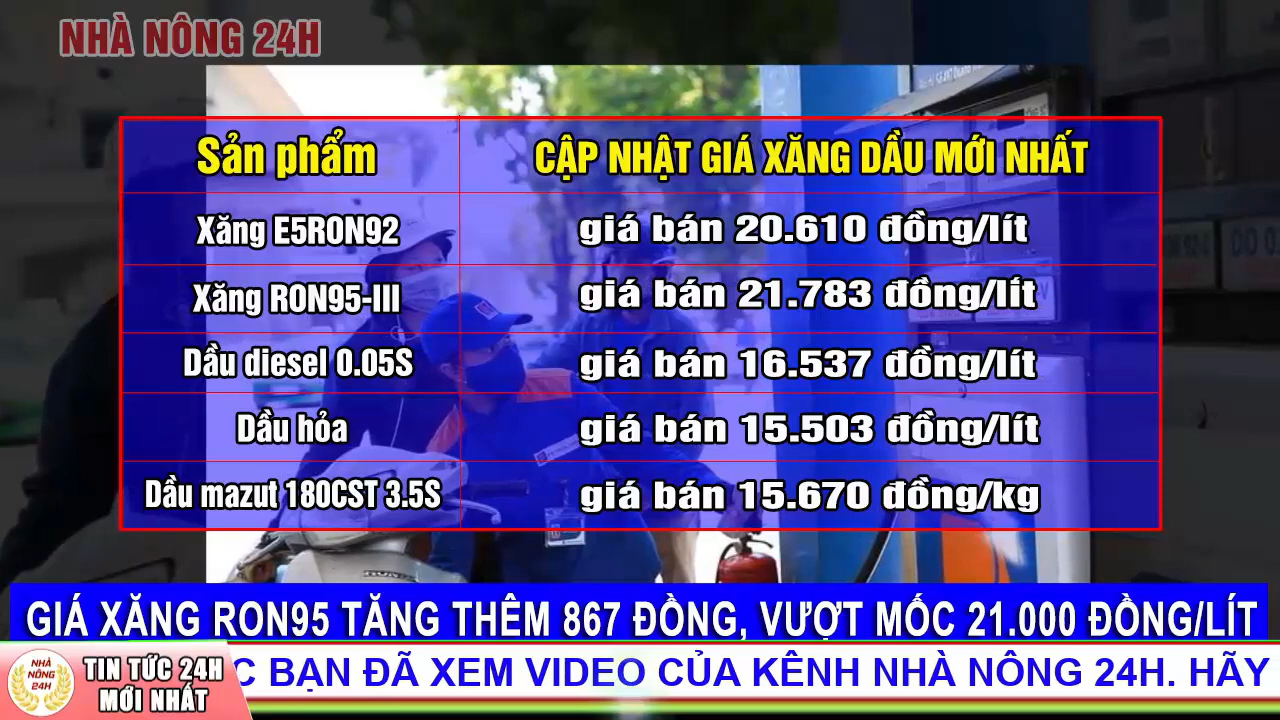 NHÀ NÔNG 24H
Sản phẩm
CẬP NHẬT GIÁ XĂNG DẦU MỚI NHẤT
Xăng E5RON92
giá bán 20.610 đồng/lít
Xăng RON95-III
giá bán 21.783 đồng/lít
Dầu diesel 0.05S
giá bán 16.537 đồng/lít
Dầu hỏa
giá bán 15.503 đồng/lít
Dầu mazut 180CST 3.5S
giá bán 15.670 đồng/kg
GIÁ XĂNG RON95 TĂNG THÊM 867 ĐỒNG, VƯỢT MỐC 21.000 ĐỒNG/LÍT
NHÀ NÔNG 24H
TIN TỨC 24H
MỚI NHẤT
C BẠN ĐÃ XEM VIDEO CỦA KÊNH NHÀ NÔNG 24H. HÃY